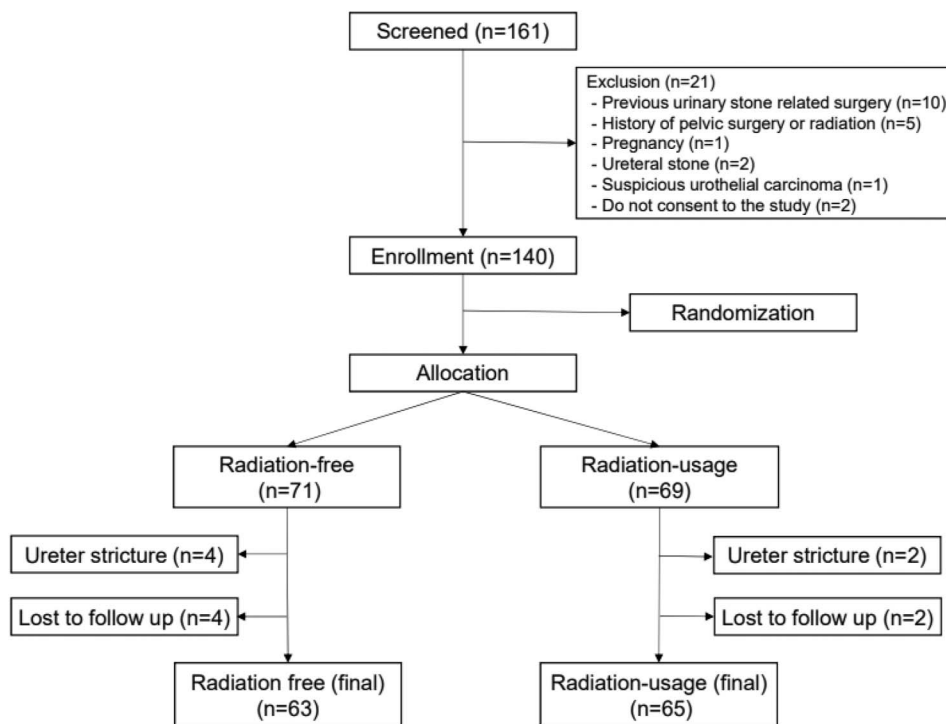 Screened (n=161)
Exclusion (n=21)
- Previous urinary stone related surgery (n=10)
- History of pelvic surgery or radiation (n=5)
- Pregnancy (n=1)
- Ureteral stone (n=2)
- Suspicious urothelial carcinoma (n=1)
- Do not consent to the study (n=2)
Enrollment (n=140)
Randomization
Allocation
Radiation-free
(n=71)
Radiation-usage
(n=69)
Ureter stricture (n=4)
Ureter stricture (n=2)
Lost to follow up (n=4)
Lost to follow up (n=2)
Radiation free (final)
(n=63)
Radiation-usage (final)
(n=65)